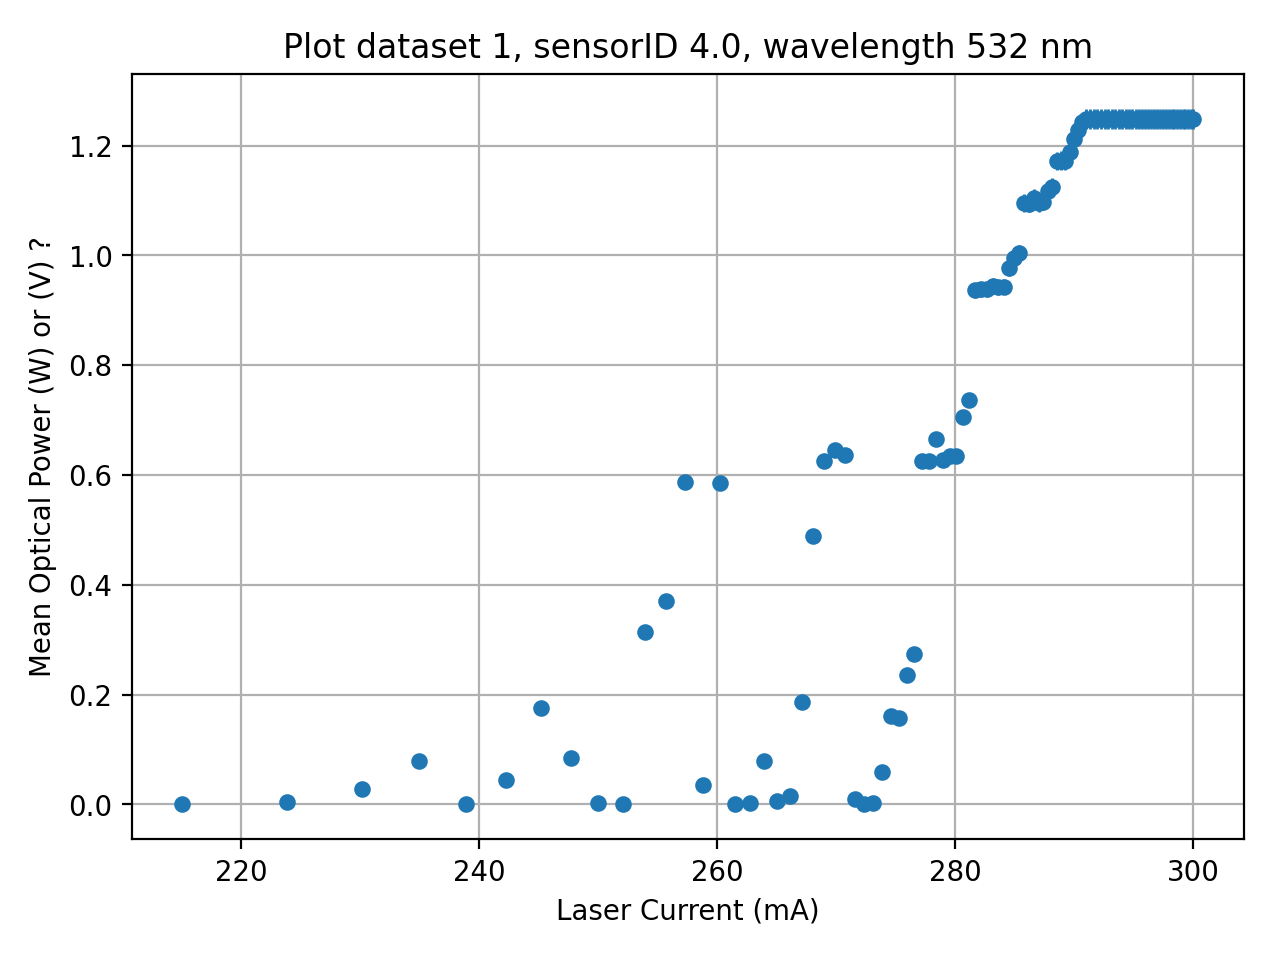 Plot dataset 1, sensorID 4.0, wavelength 532 nm
Mean Optical Power (W) or (V) ?
1.2
1.0
0.8
0.6
0.4
0.2
0.0
220 240 260 280 300
Laser Current (mA)